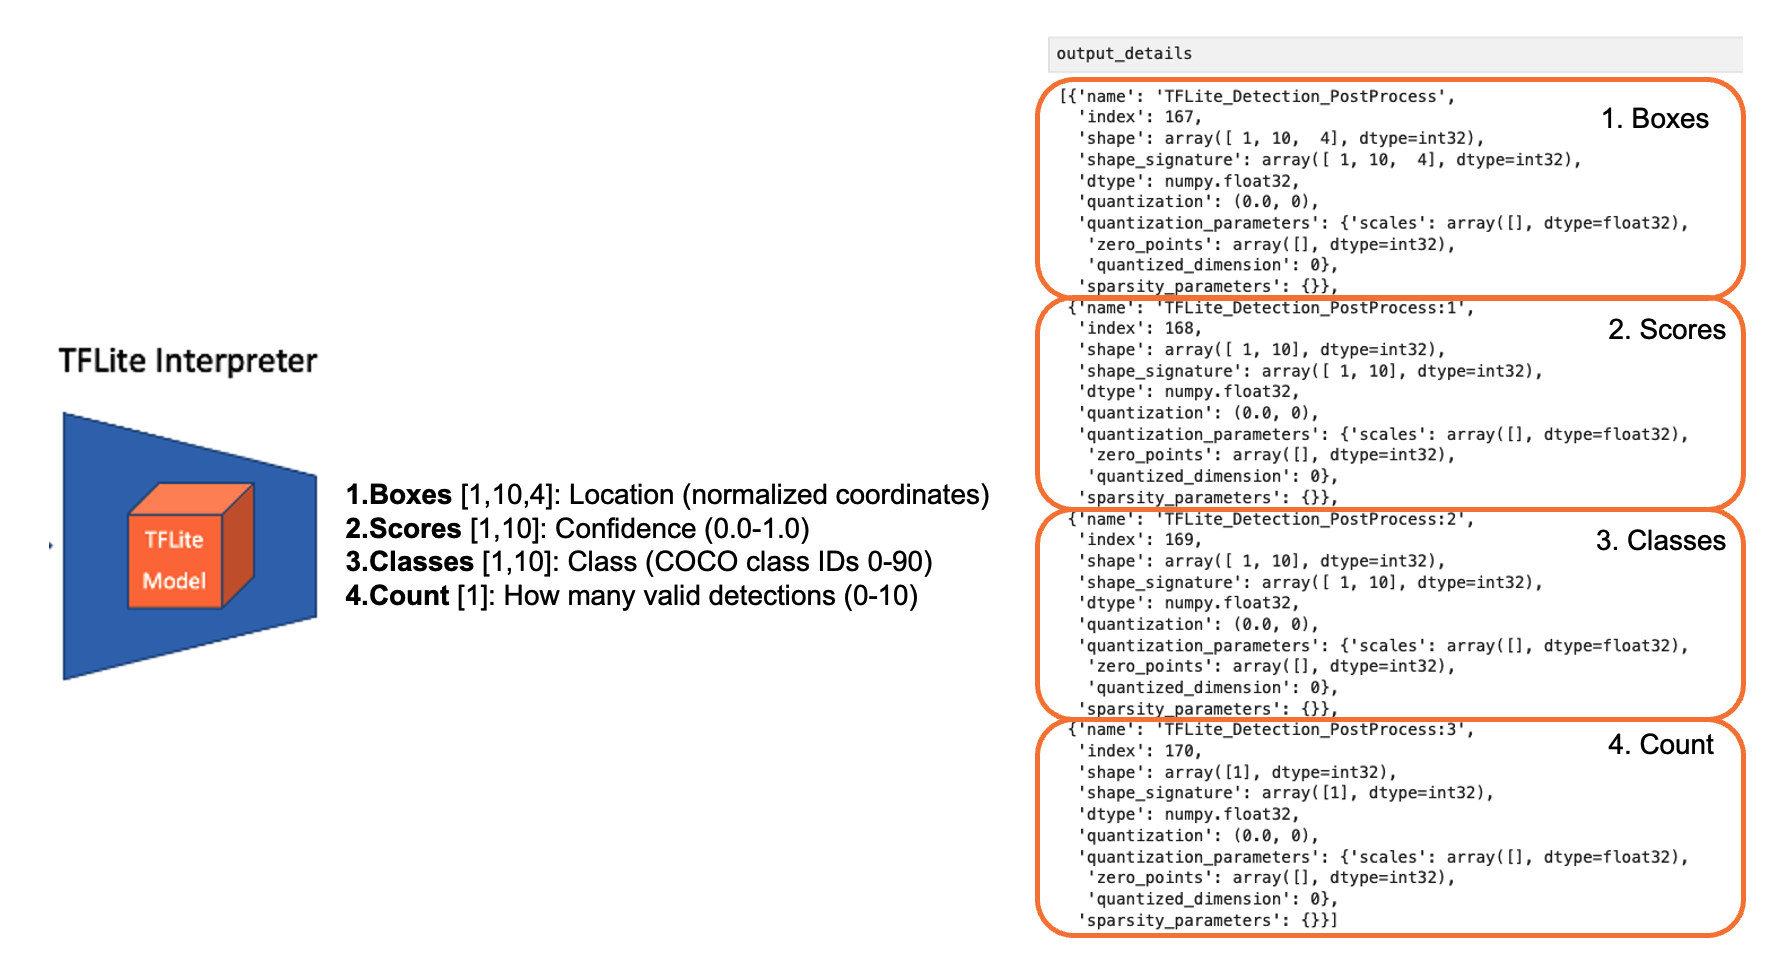 TFLite Interpreter
TFLite
Model
1.Boxes [1,10,4]: Location (normalized coordinates)
2.Scores [1,10]: Confidence (0.0-1.0)
3.Classes [1,10]: Class (COCO class IDs 0-90)
4.Count [1]: How many valid detections (0-10)
output_details
1. Boxes
[{'name': 'TFLite_Detection_PostProcess',
'index': 167,
'shape': array([ 1, 10,  4], dtype=int32),
'shape_signature': array([ 1, 10,  4], dtype=int32),
'dtype': numpy.float32,
'quantization': (0.0, 0),
'quantization_parameters': {'scales': array([], dtype=float32),
'zero_points': array([], dtype=int32),
'quantized_dimension': 0},
'sparsity_parameters': {}},
2. Scores
{'name': 'TFLite_Detection_PostProcess:1',
'index': 168,
'shape': array([ 1, 10], dtype=int32),
'shape_signature': array([ 1, 10], dtype=int32),
'dtype': numpy.float32,
'quantization': (0.0, 0),
'quantization_parameters': {'scales': array([], dtype=float32),
'zero_points': array([], dtype=int32),
'quantized_dimension': 0},
'sparsity_parameters': {}},
3. Classes
{'name': 'TFLite_Detection_PostProcess:2',
'index': 169,
'shape': array([ 1, 10], dtype=int32),
'shape_signature': array([ 1, 10], dtype=int32),
'dtype': numpy.float32,
'quantization': (0.0, 0),
'quantization_parameters': {'scales': array([], dtype=float32),
'zero_points': array([], dtype=int32),
'quantized_dimension': 0},
'sparsity_parameters': {}},
4. Count
{'name': 'TFLite_Detection_PostProcess:3',
'index': 170,
'shape': array([1], dtype=int32),
'shape_signature': array([1], dtype=int32),
'dtype': numpy.float32,
'quantization': (0.0, 0),
'quantization_parameters': {'scales': array([], dtype=float32),
'zero_points': array([], dtype=int32),
'quantized_dimension': 0},
'sparsity_parameters': {}}]